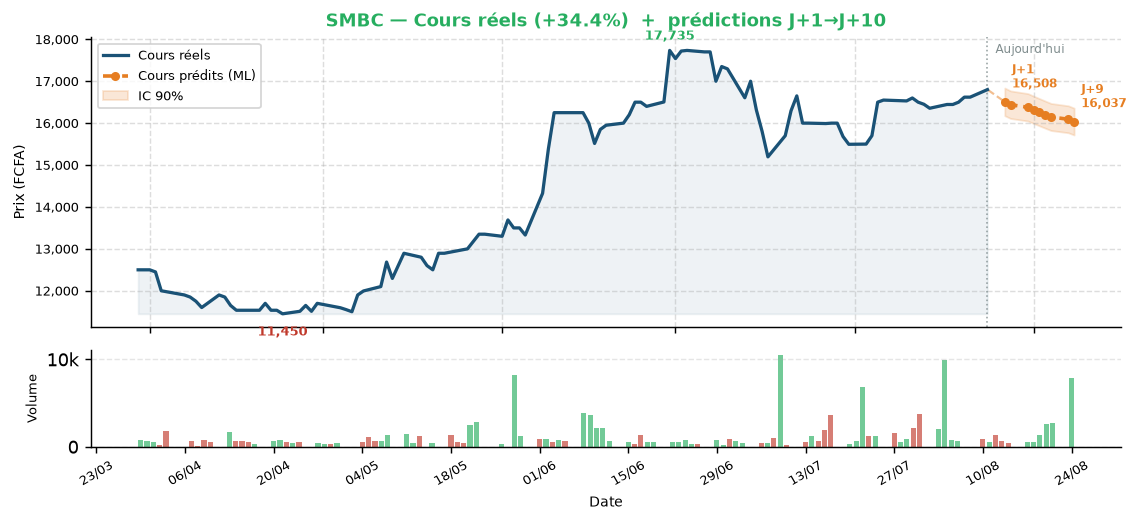 SMBC — Cours réels (+34.4%)  +  prédictions J+1→J+10
17,735
Cours réels
Cours prédits (ML)
IC 90%
Aujourd'hui
J+1
16,508
J+9
16,037
18,000
17,000
16,000
15,000
14,000
13,000
12,000
Prix (FCFA)
11,450
10k
0
Volume
23/03
06/04
20/04
04/05
18/05
01/06
15/06
29/06
13/07
27/07
10/08
24/08
Date